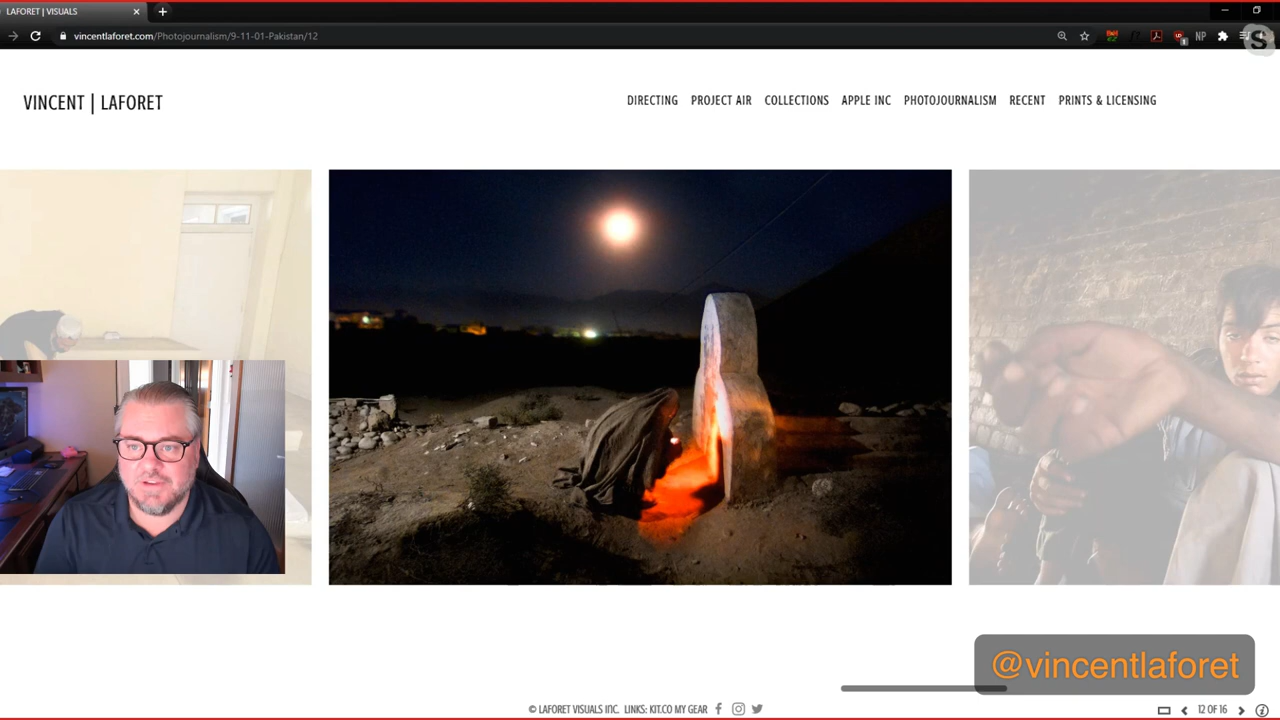 LAFORET | VISUALS
vincentlaforet.com/Photojournalism/9-11-01-Pakistan/12
NP
VINCENT | LAFORET
DIRECTING PROJECT AIR COLLECTIONS APPLE INC PHOTOJOURNALISM RECENT PRINTS & LICENSING
@vincentlaforet
© LAFORET VISUALS INC. LINKS: KIT.CO MY GEAR
12 OF 16